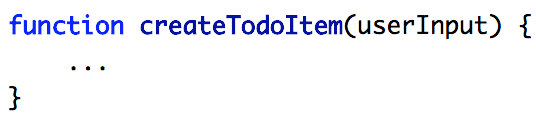 function createTodoItem(userInput) {
    ...
}